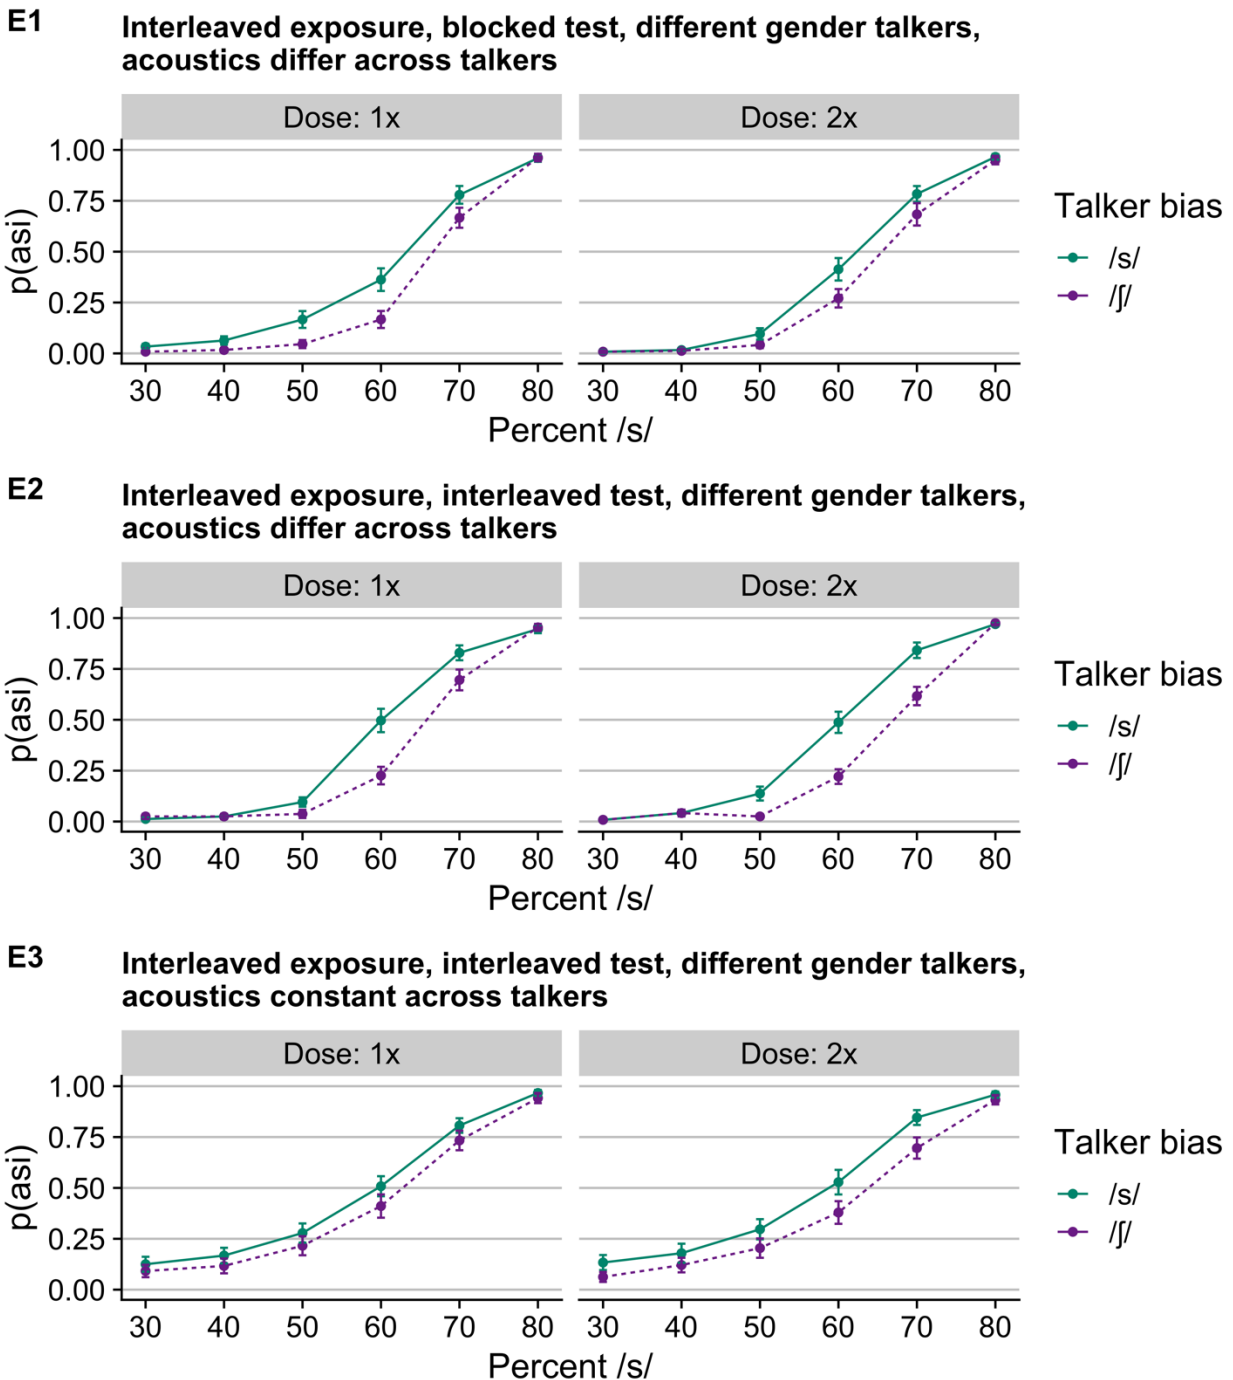 E1
Interleaved exposure, blocked test, different gender talkers,
acoustics differ across talkers
Dose: 1x
Dose: 2x
1.00
0.75
0.50
0.25
0.00
p(asi)
30 40 50 60 70 80
30 40 50 60 70 80
Percent /s/
Talker bias
/s/
/ʃ/
E2
Interleaved exposure, interleaved test, different gender talkers,
acoustics differ across talkers
Dose: 1x
Dose: 2x
1.00
0.75
0.50
0.25
0.00
p(asi)
30 40 50 60 70 80
30 40 50 60 70 80
Percent /s/
Talker bias
/s/
/ʃ/
E3
Interleaved exposure, interleaved test, different gender talkers,
acoustics constant across talkers
Dose: 1x
Dose: 2x
1.00
0.75
0.50
0.25
0.00
p(asi)
30 40 50 60 70 80
30 40 50 60 70 80
Percent /s/
Talker bias
/s/
/ʃ/